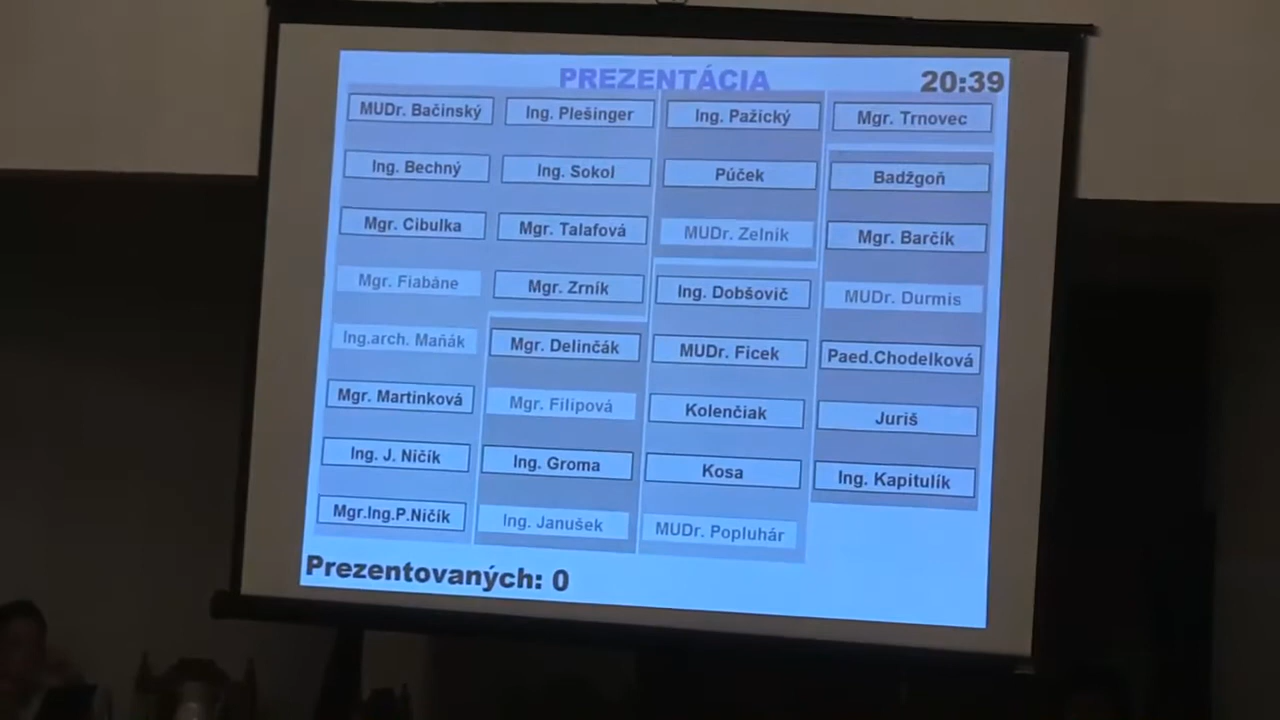 PREZENTÁCIA
20:39
MUDr. Bačinský
Ing. Bechný
Mgr. Cibulka
Mgr. Fiabáne
Ing.arch. Maňák
Mgr. Martinková
Ing. J. Ničík
Mgr.Ing.P.Ničík
Ing. Plešinger
Ing. Sokol
Mgr. Talafová
Mgr. Zrník
Mgr. Delinčák
Mgr. Filipová
Ing. Groma
Ing. Janušek
Ing. Pažický
Púček
MUDr. Zelník
Ing. Dobšovič
MUDr. Ficek
Kolenčiak
Kosa
MUDr. Popluhár
Mgr. Trnovec
Badžgoň
Mgr. Barčík
MUDr. Durmis
Paed.Chodelková
Juriš
Ing. Kapitulík
Prezentovaných: 0